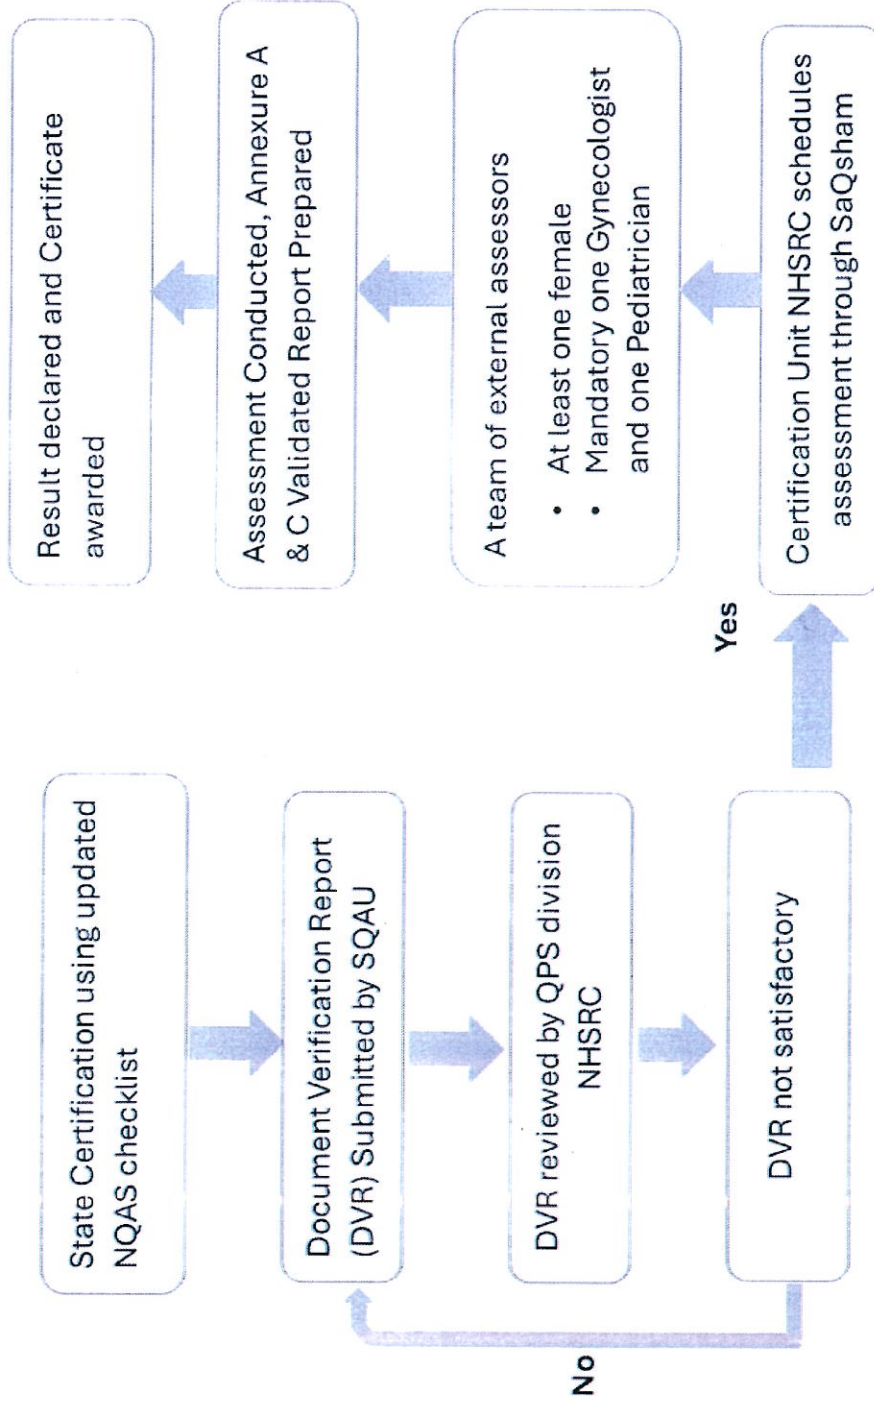 State Certification using updated
NQAS checklist
Document Verification Report
(DVR) Submitted by SQAU
DVR reviewed by QPS division
NHSRC
DVR not satisfactory
No
Yes
Certification Unit NHSRC schedules
assessment through SaQsham
A team of external assessors
• At least one female
• Mandatory one Gynecologist
and one Pediatrician
Assessment Conducted, Annexure A
& C Validated Report Prepared
Result declared and Certificate
awarded